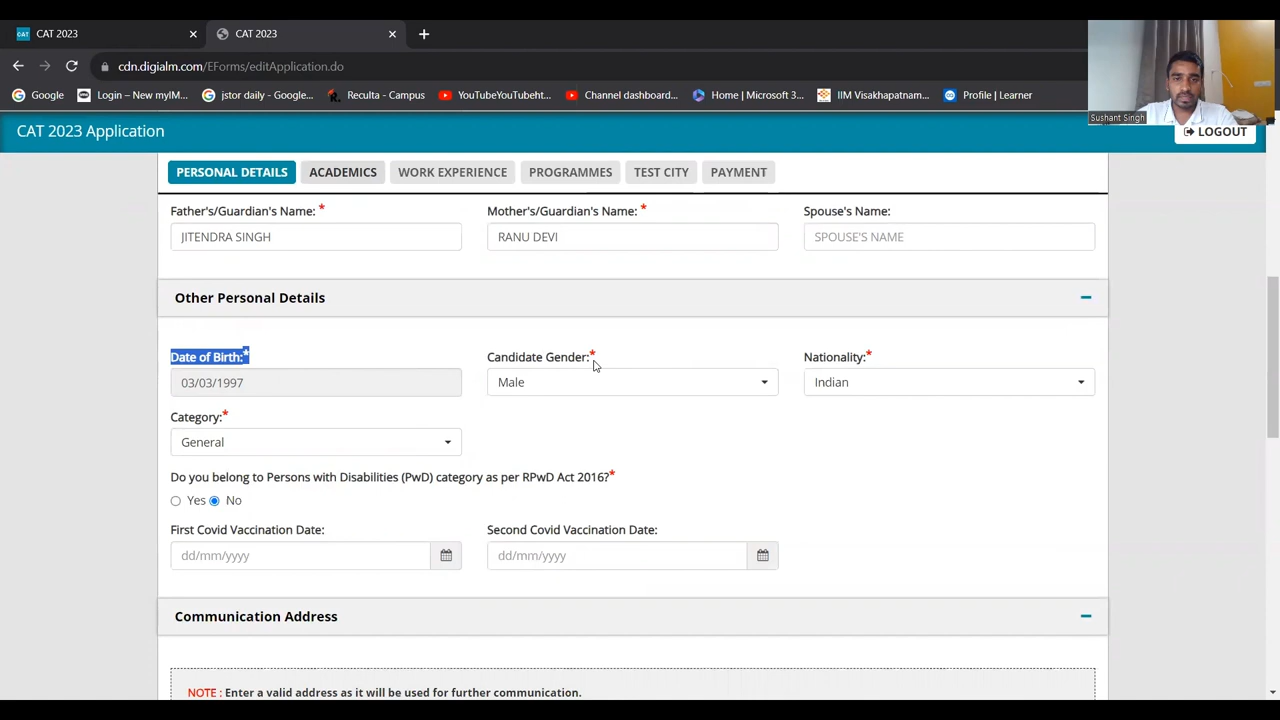 CAT CAT 2023 × CAT 2023 × +
cdn.digialm.com/EForms/editApplication.do
Google Login – New myIM... jstor daily - Google... Reculta - Campus YouTubeYouTubeht... Channel dashboard... Home | Microsoft 3... IIM Visakhapatnam... Profile | Learner
Sushant Singh
CAT 2023 Application LOGOUT
PERSONAL DETAILS ACADEMICS WORK EXPERIENCE PROGRAMMES TEST CITY PAYMENT
Father's/Guardian's Name: * Mother's/Guardian's Name: * Spouse's Name:
JITENDRA SINGH RANU DEVI SPOUSE'S NAME
Other Personal Details
Date of Birth:* Candidate Gender:* Nationality:*
03/03/1997 Male Indian
Category:*
General
Do you belong to Persons with Disabilities (PwD) category as per RPwD Act 2016?*
Yes No
First Covid Vaccination Date: Second Covid Vaccination Date:
dd/mm/yyyy dd/mm/yyyy
Communication Address
NOTE : Enter a valid address as it will be used for further communication.